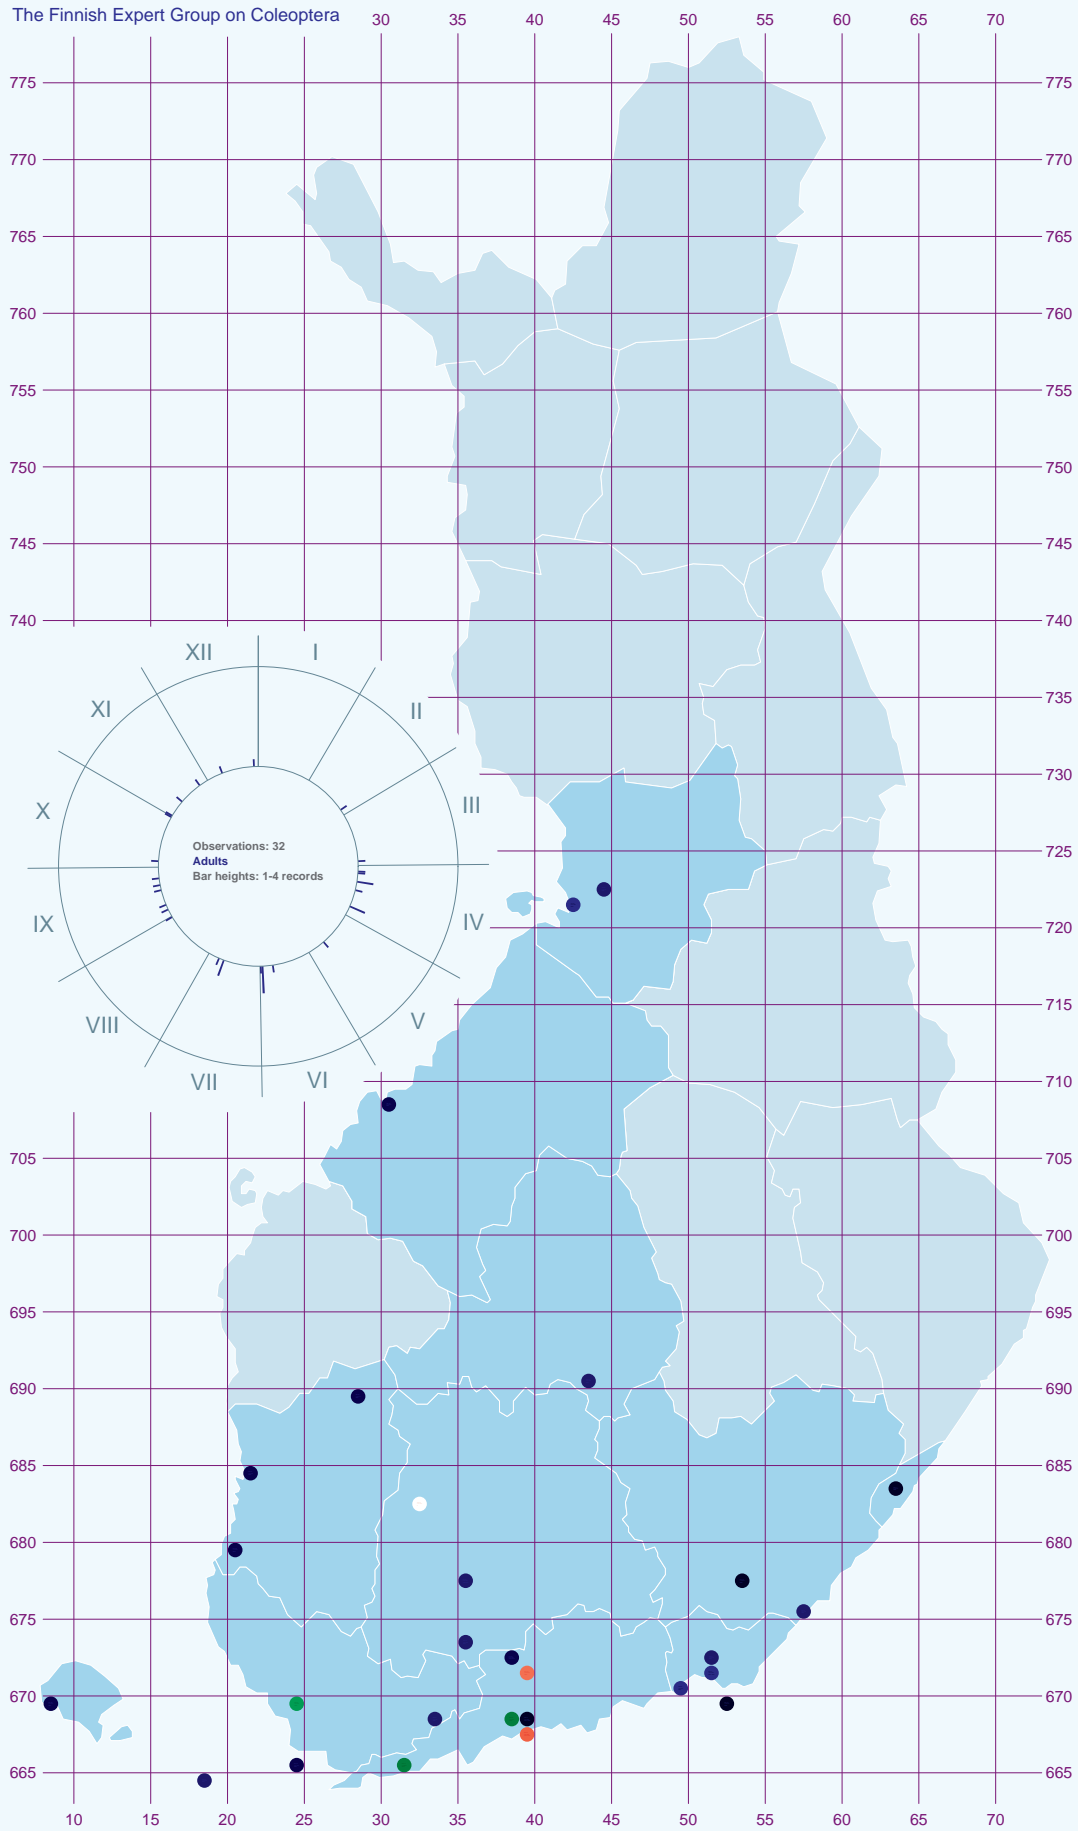 The Finnish Expert Group on Coleoptera
30 35 40 45 50 55 60 65 70
775 775
770 770
765 765
760 760
755 755
750 750
745 745
740 740
XII I
XI II
735
730
X III
Observations: 32
Adults
Bar heights: 1-4 records
725
IX IV
720
715
VIII V
VII VI
710
705 705
700 700
695 695
690 690
685 685
680 680
675 675
670 670
665 665
10 15 20 25 30 35 40 45 50 55 60 65 70